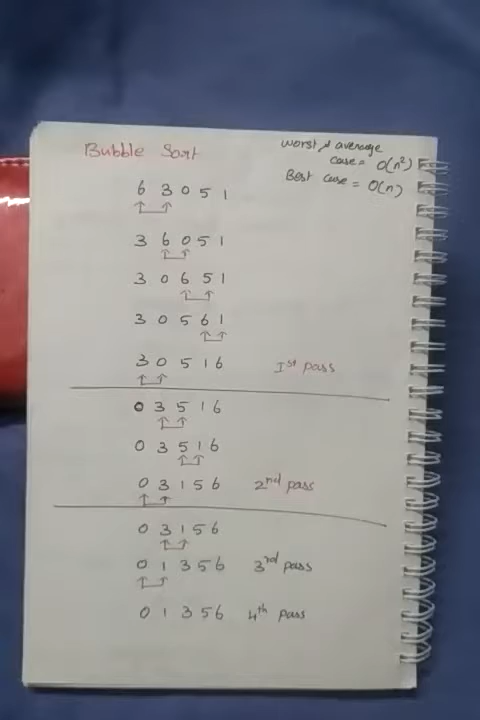 Bubble Sort
worst & average
case = O(n²)
Best case = O(n)
6 3 0 5 1
3 6 0 5 1
3 0 6 5 1
3 0 5 6 1
3 0 5 1 6 1st pass
0 3 5 1 6
0 3 5 1 6
0 3 1 5 6 2nd pass
0 3 1 5 6
0 1 3 5 6 3rd pass
0 1 3 5 6 4th pass